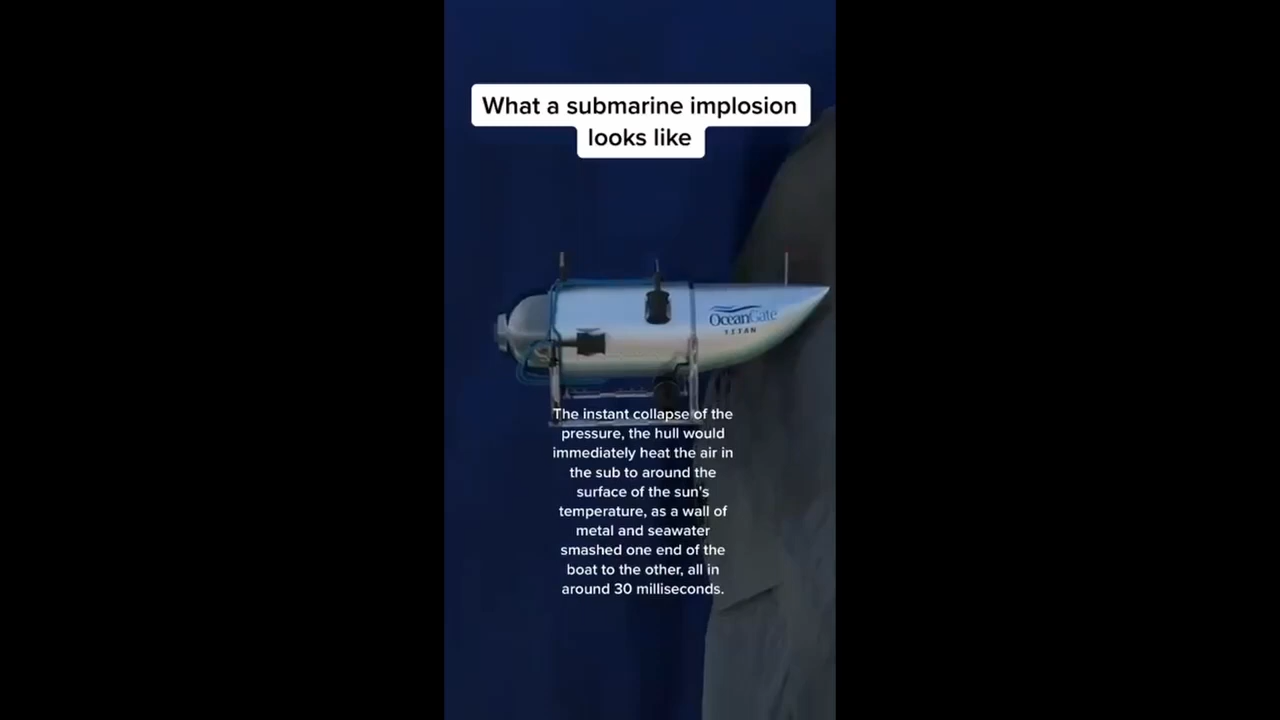 What a submarine implosion
looks like
OceanGate
TITAN
The instant collapse of the
pressure, the hull would
immediately heat the air in
the sub to around the
surface of the sun's
temperature, as a wall of
metal and seawater
smashed one end of the
boat to the other, all in
around 30 milliseconds.